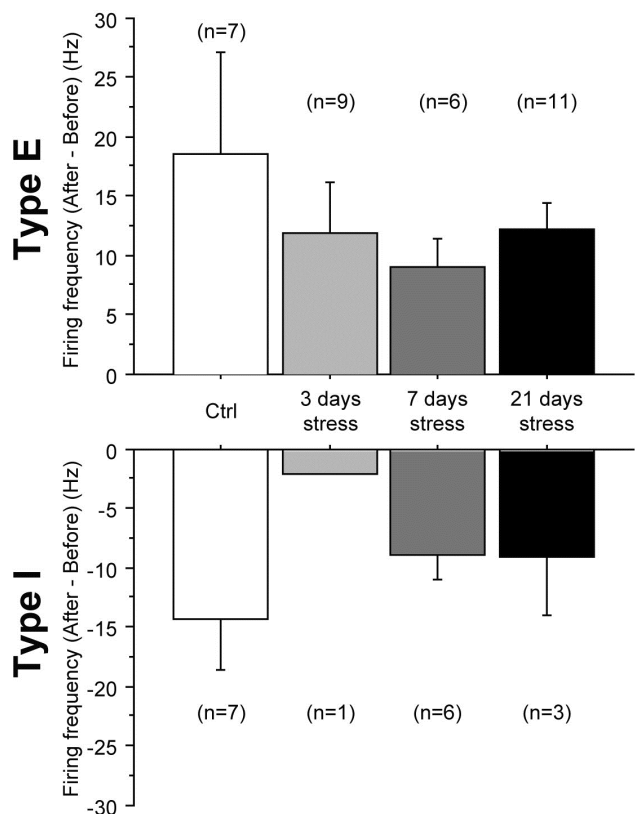 Type E
Firing frequency (After - Before) (Hz)
30
25
20
15
10
5
0
(n=7)
(n=9)
(n=6)
(n=11)
Ctrl
3 days
stress
7 days
stress
21 days
stress
Type I
Firing frequency (After - Before) (Hz)
0
-5
-10
-15
-20
-25
-30
(n=7)
(n=1)
(n=6)
(n=3)